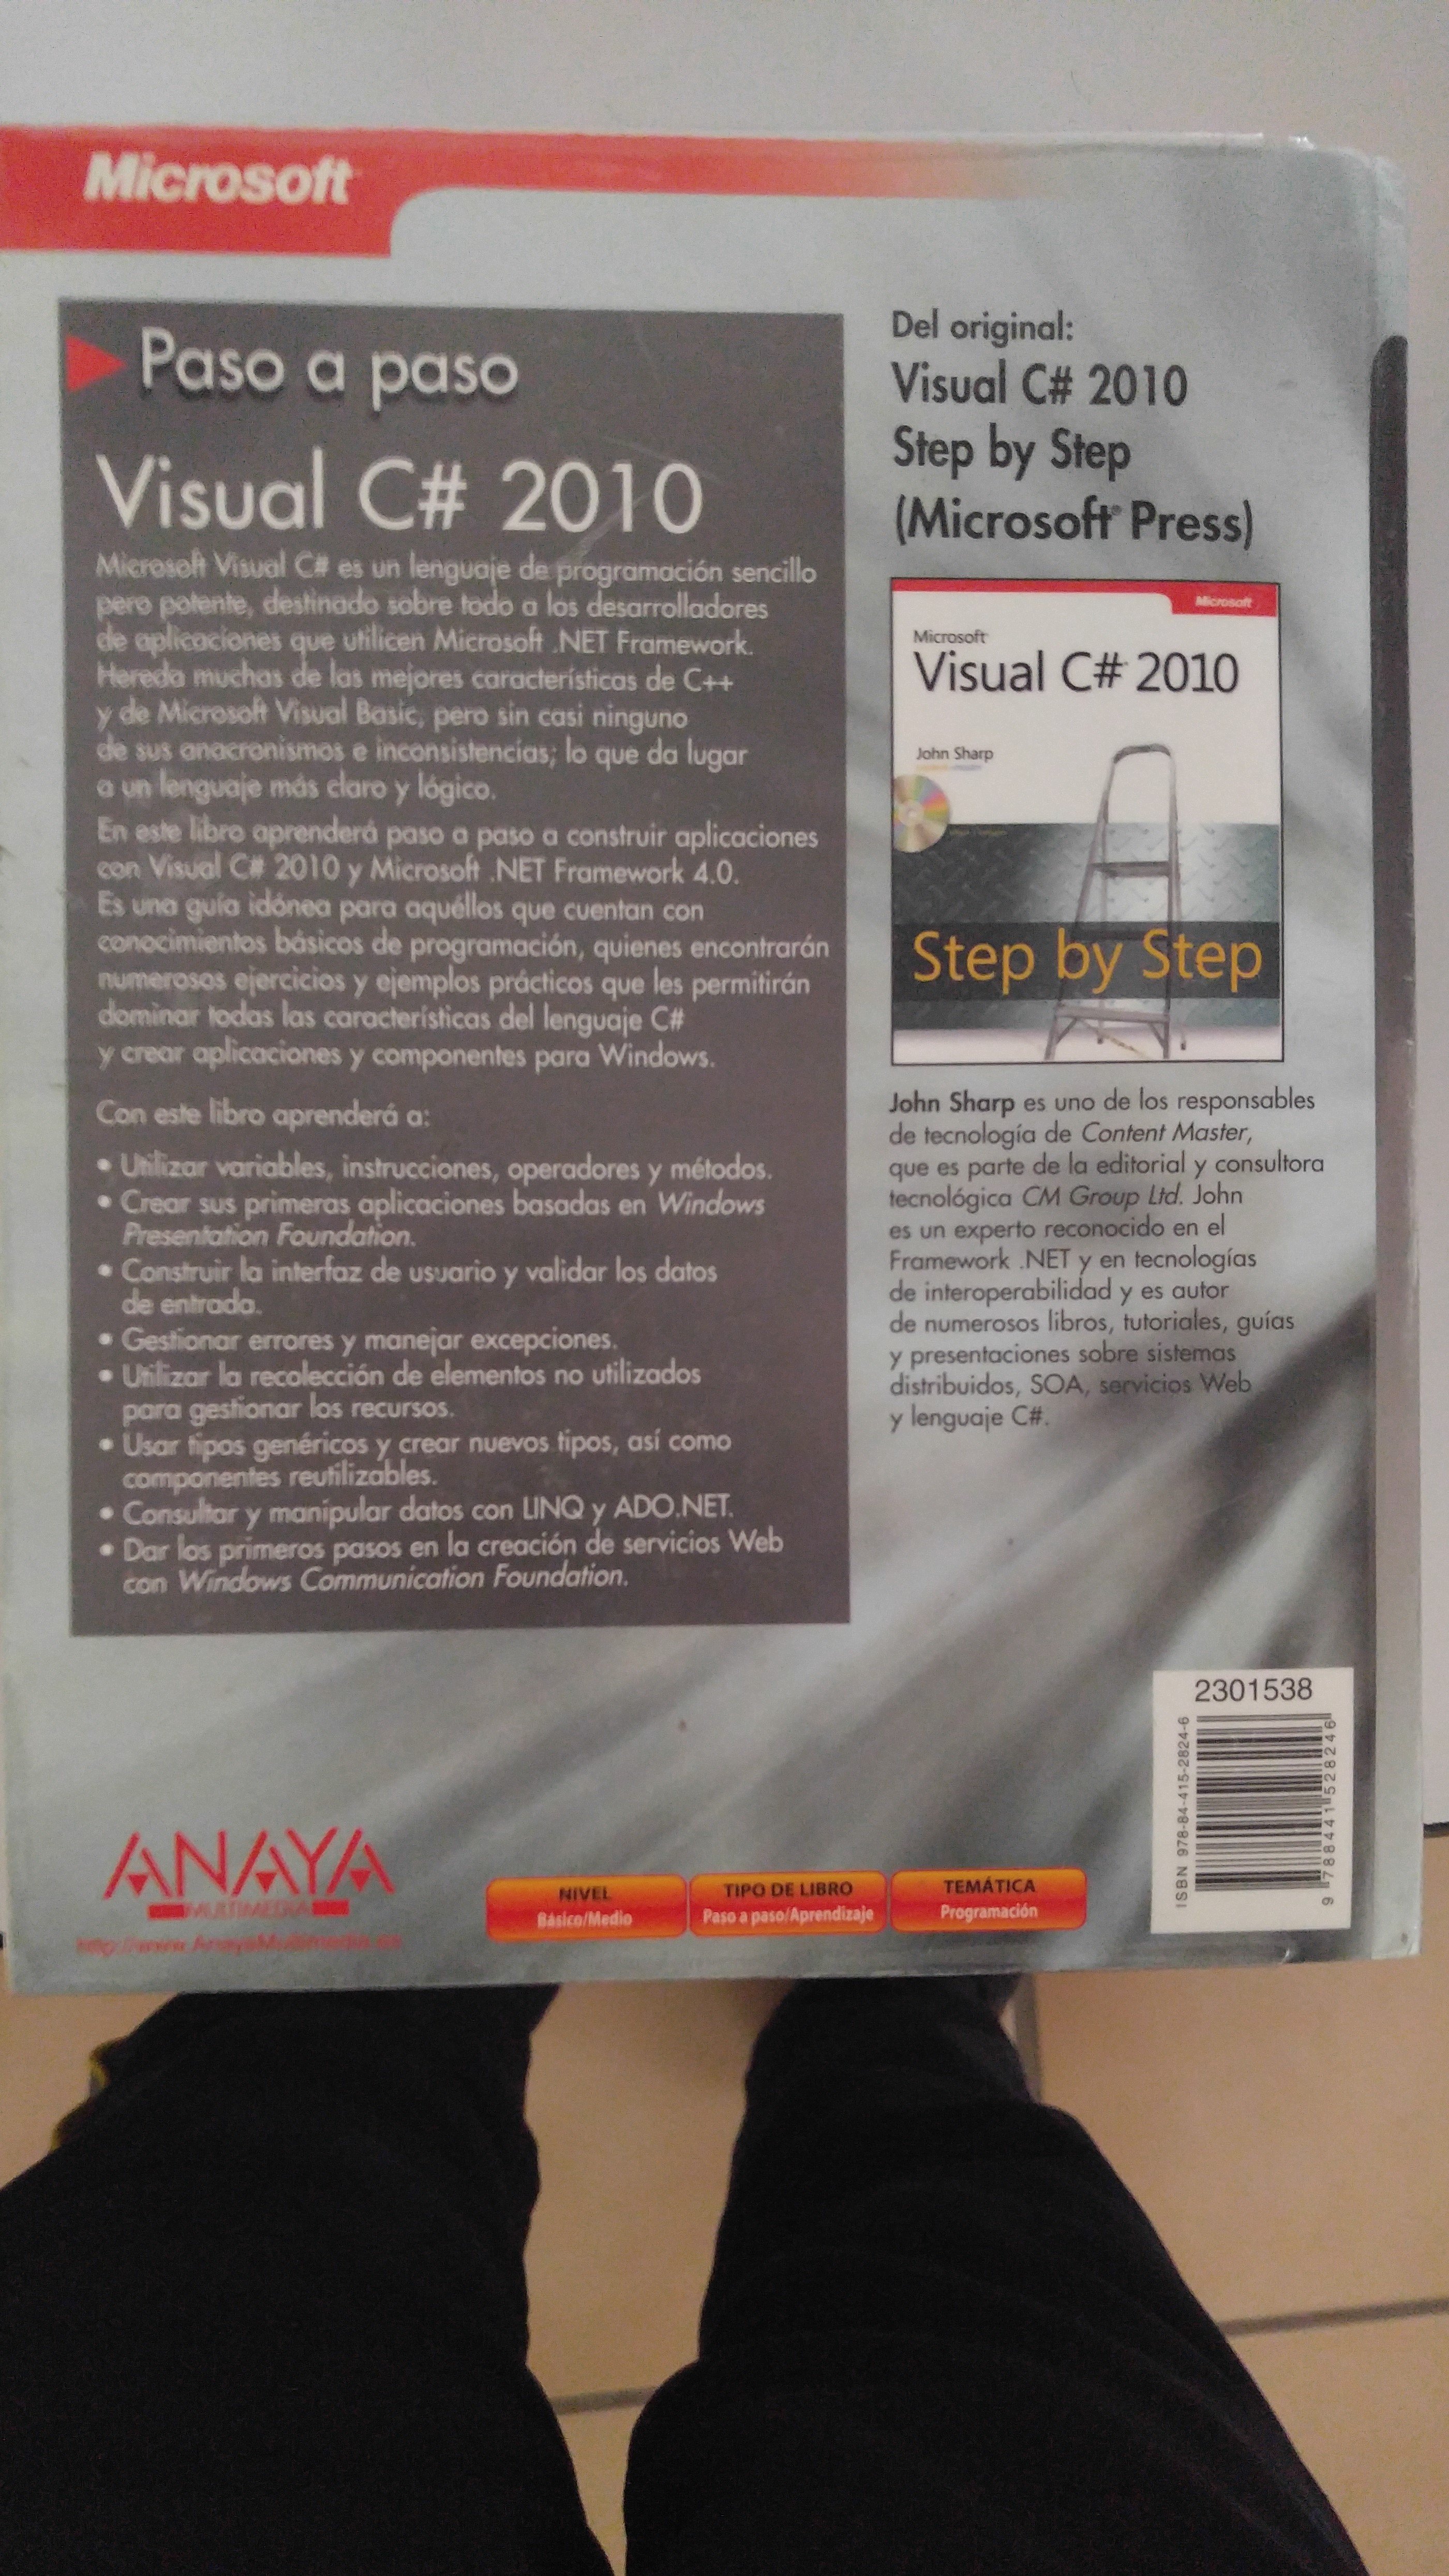 Microsoft
Paso a paso
Visual C# 2010
Microsoft Visual C# es un lenguaje de programación sencillo
pero potente, destinado sobre todo a los desarrolladores
de aplicaciones que utilicen Microsoft .NET Framework.
Hereda muchas de las mejores características de C++
y de Microsoft Visual Basic, pero sin casi ninguno
de sus anacronismos e inconsistencias; lo que da lugar
a un lenguaje más claro y lógico.
En este libro aprenderá paso a paso a construir aplicaciones
con Visual C# 2010 y Microsoft .NET Framework 4.0.
Es una guía idónea para aquéllos que cuentan con
conocimientos básicos de programación, quienes encontrarán
numerosos ejercicios y ejemplos prácticos que les permitirán
dominar todas las características del lenguaje C#
y crear aplicaciones y componentes para Windows.
Con este libro aprenderá a:
• Utilizar variables, instrucciones, operadores y métodos.
• Crear sus primeras aplicaciones basadas en Windows
Presentation Foundation.
• Construir la interfaz de usuario y validar los datos
de entrada.
• Gestionar errores y manejar excepciones.
• Utilizar la recolección de elementos no utilizados
para gestionar los recursos.
• Usar tipos genéricos y crear nuevos tipos, así como
componentes reutilizables.
• Consultar y manipular datos con LINQ y ADO.NET.
• Dar los primeros pasos en la creación de servicios Web
con Windows Communication Foundation.
Del original:
Visual C# 2010
Step by Step
(Microsoft® Press)
Microsoft
Microsoft
Visual C# 2010
John Sharp
Step by Step
John Sharp es uno de los responsables
de tecnología de Content Master,
que es parte de la editorial y consultora
tecnológica CM Group Ltd. John
es un experto reconocido en el
Framework .NET y en tecnologías
de interoperabilidad y es autor
de numerosos libros, tutoriales, guías
y presentaciones sobre sistemas
distribuidos, SOA, servicios Web
y lenguaje C#.
2301538
ISBN 978-84-415-2824-6
9 788441 528246
ANAYA
MULTIMEDIA
http://www.AnayaMultimedia.es
NIVEL
Básico/Medio
TIPO DE LIBRO
Paso a paso/Aprendizaje
TEMÁTICA
Programación